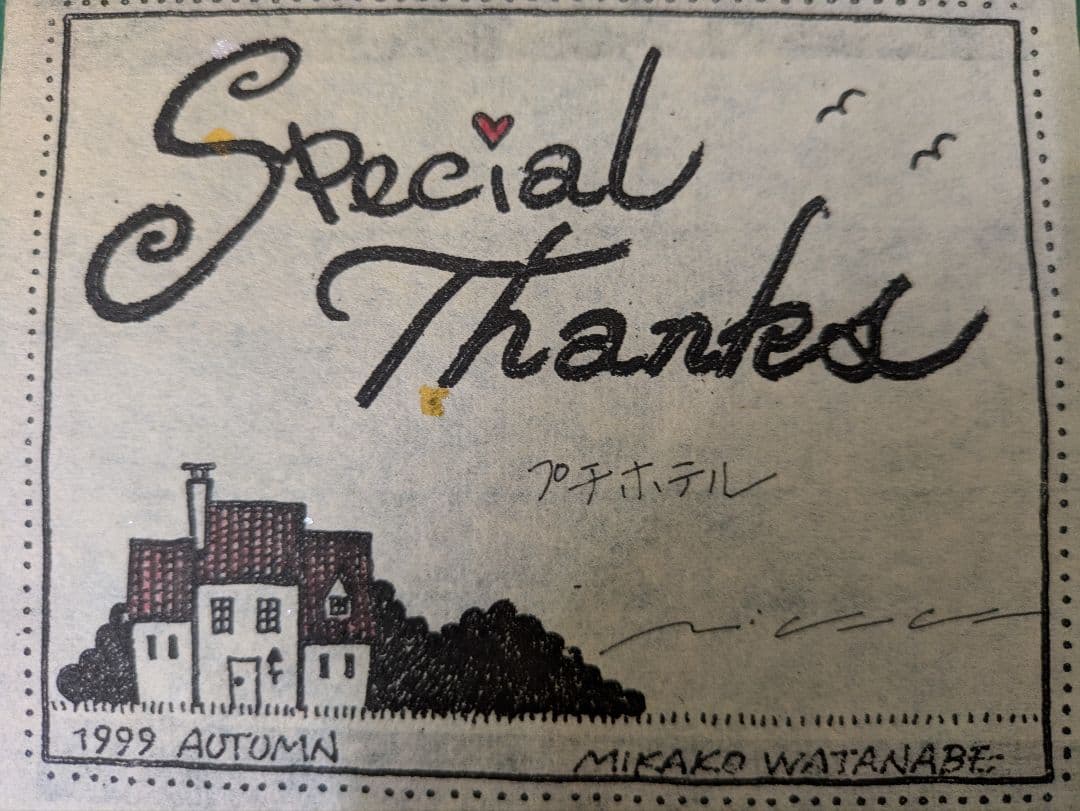 Special
Thanks
プチホテル
1999 AUTUMN
MIKAKO WATANABE